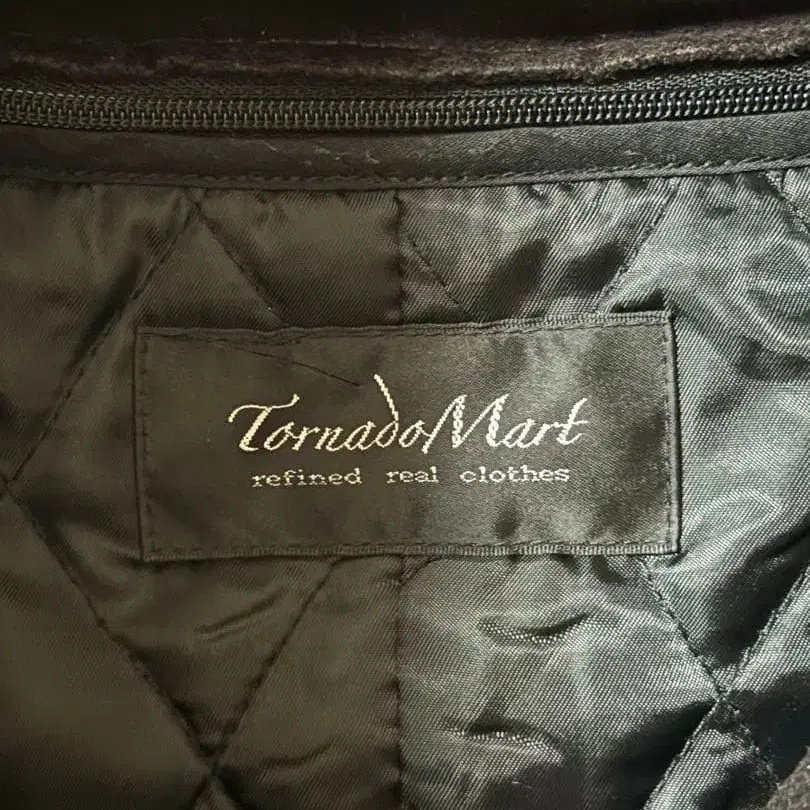 TornadoMart
refined real clothes